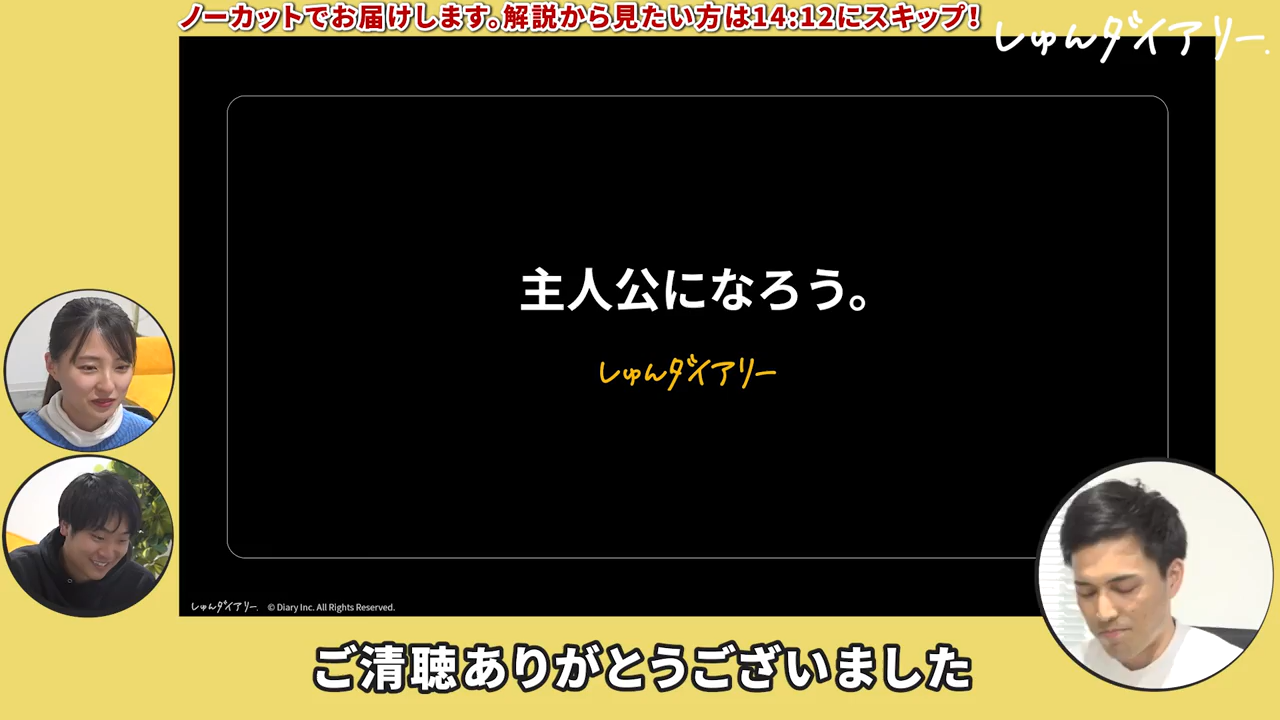 ノーカットでお届けします。解説から見たい方は14:12にスキップ！
しゅんダイアリー.
主人公になろう。
しゅんダイアリー
しゅんダイアリー. © Diary Inc. All Rights Reserved.
ご清聴ありがとうございました